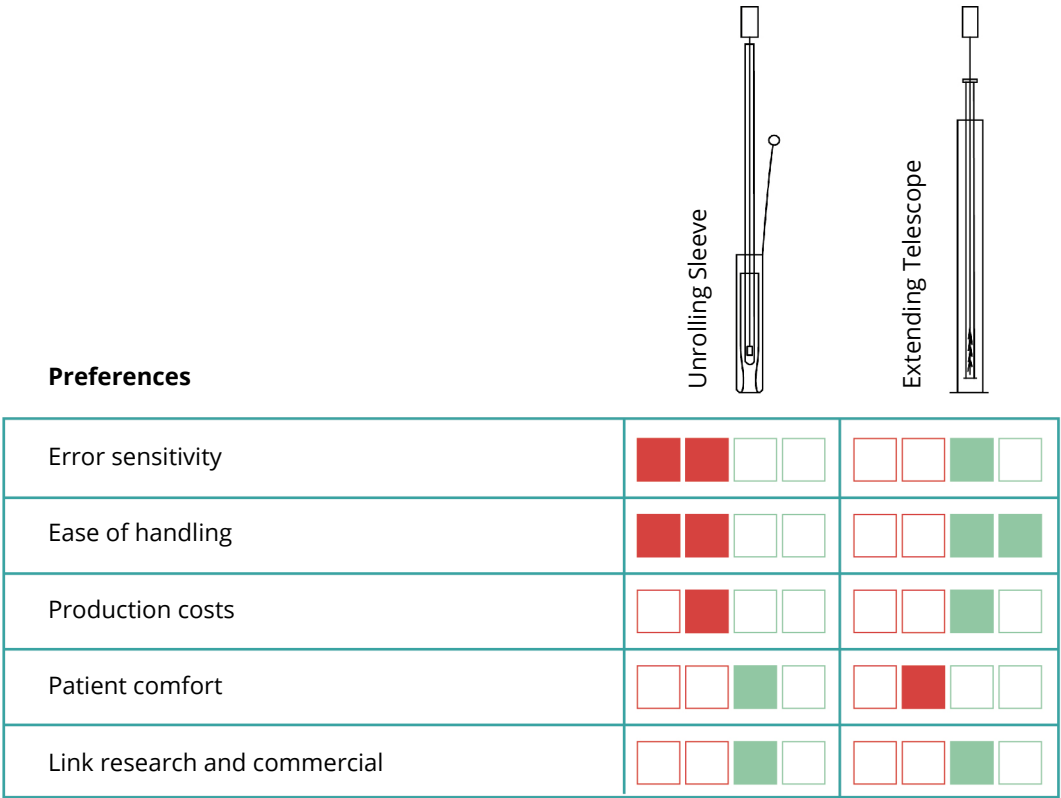 Unrolling Sleeve
Extending Telescope
Preferences
Error sensitivity
Ease of handling
Production costs
Patient comfort
Link research and commercial